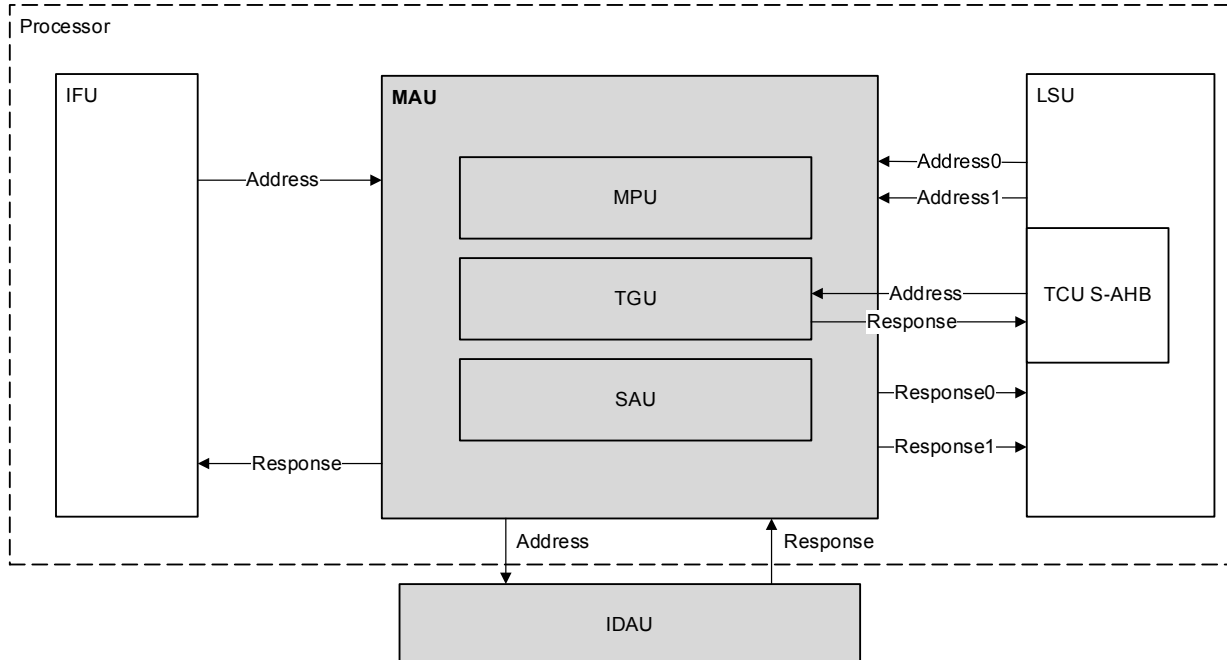 Processor
IFU
MAU
LSU
MPU
Address0
Address
Address1
TGU
Address
TCU S-AHB
Response
SAU
Response0
Response1
Response
Address
Response
IDAU